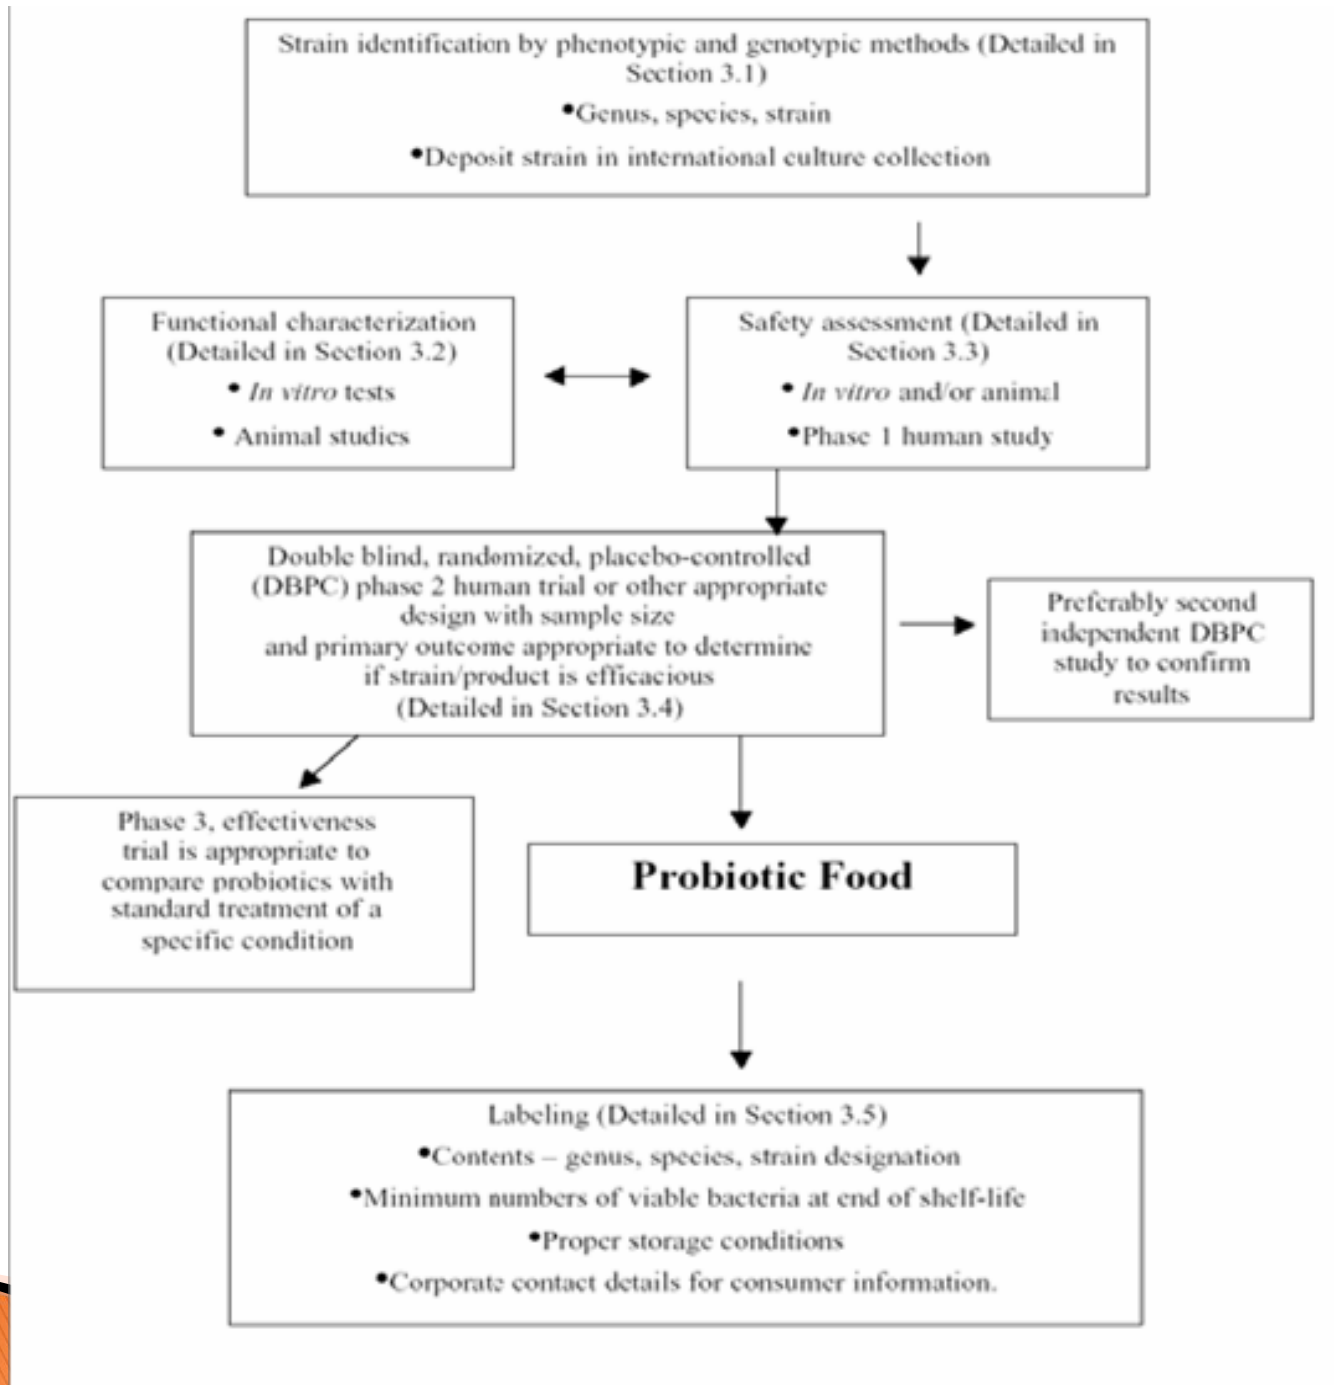 Strain identification by phenotypic and genotypic methods (Detailed in
Section 3.1)
•Genus, species, strain
•Deposit strain in international culture collection
Functional characterization
(Detailed in Section 3.2)
• In vitro tests
• Animal studies
Safety assessment (Detailed in
Section 3.3)
• In vitro and/or animal
•Phase 1 human study
Double blind, randomized, placebo-controlled
(DBPC) phase 2 human trial or other appropriate
design with sample size
and primary outcome appropriate to determine
if strain/product is efficacious
(Detailed in Section 3.4)
Preferably second
independent DBPC
study to confirm
results
Phase 3, effectiveness
trial is appropriate to
compare probiotics with
standard treatment of a
specific condition
Probiotic Food
Labeling (Detailed in Section 3.5)
•Contents – genus, species, strain designation
•Minimum numbers of viable bacteria at end of shelf-life
•Proper storage conditions
•Corporate contact details for consumer information.